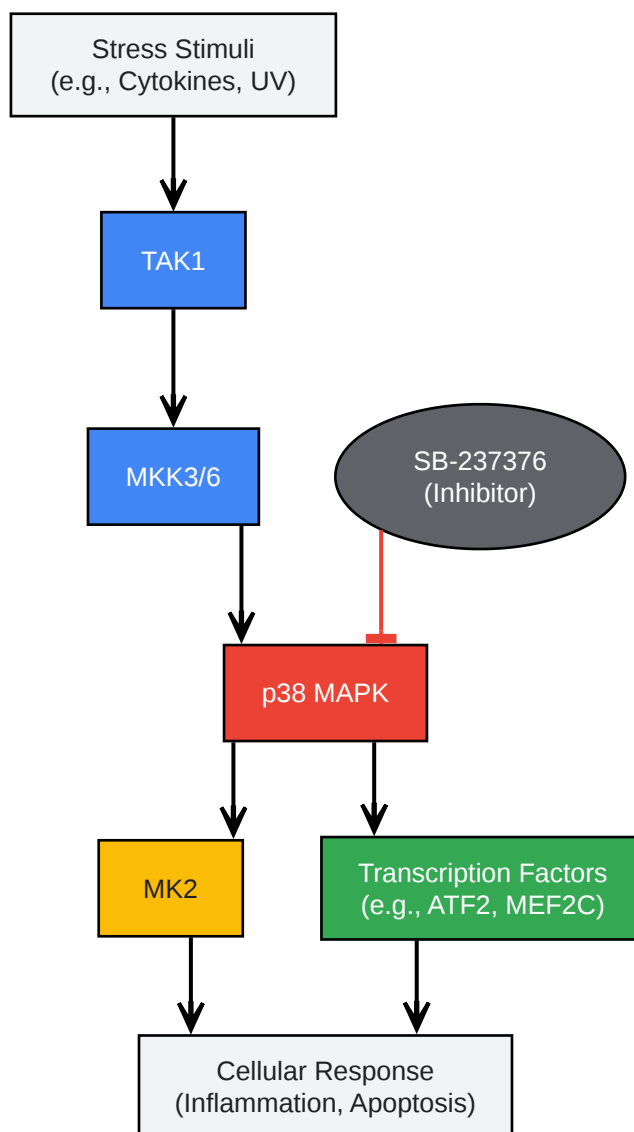 Stress Stimuli
(e.g., Cytokines, UV)
TAK1
MKK3/6
SB-237376
(Inhibitor)
p38 MAPK
MK2
Transcription Factors
(e.g., ATF2, MEF2C)
Cellular Response
(Inflammation, Apoptosis)